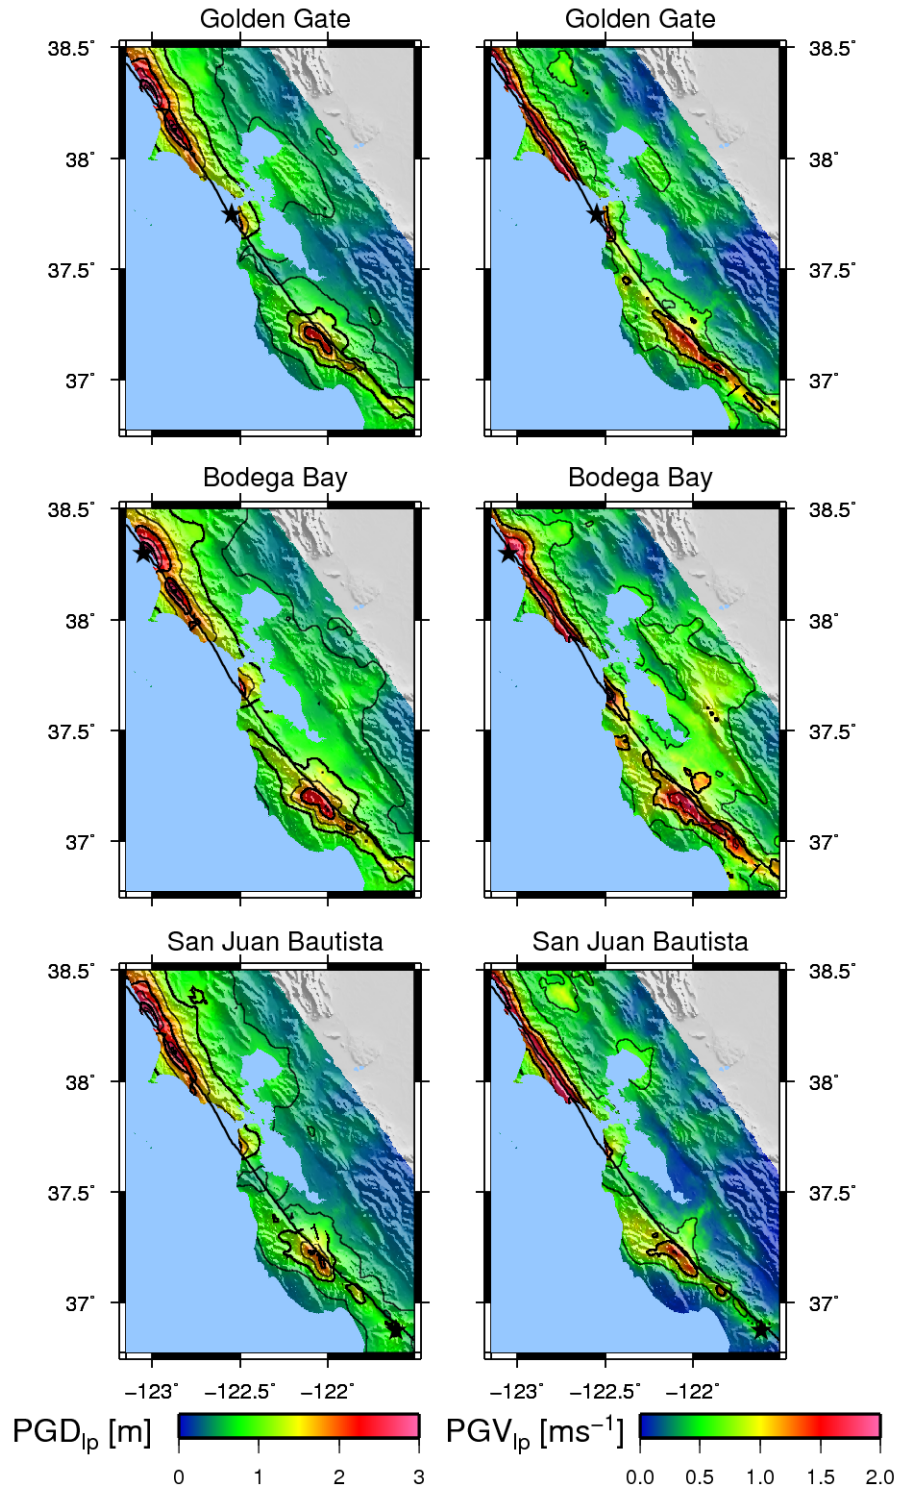 Golden Gate Golden Gate
38.5° 38.5°
38° 38°
37.5° 37.5°
37° 37°
Bodega Bay Bodega Bay
38.5° 38.5°
38° 38°
37.5° 37.5°
37° 37°
San Juan Bautista San Juan Bautista
38.5° 38.5°
38° 38°
37.5° 37.5°
37° 37°
−123° −122.5° −122° −123° −122.5° −122°
PGDlp [m] PGVlp [ms−1]
0 1 2 3 0.0 0.5 1.0 1.5 2.0